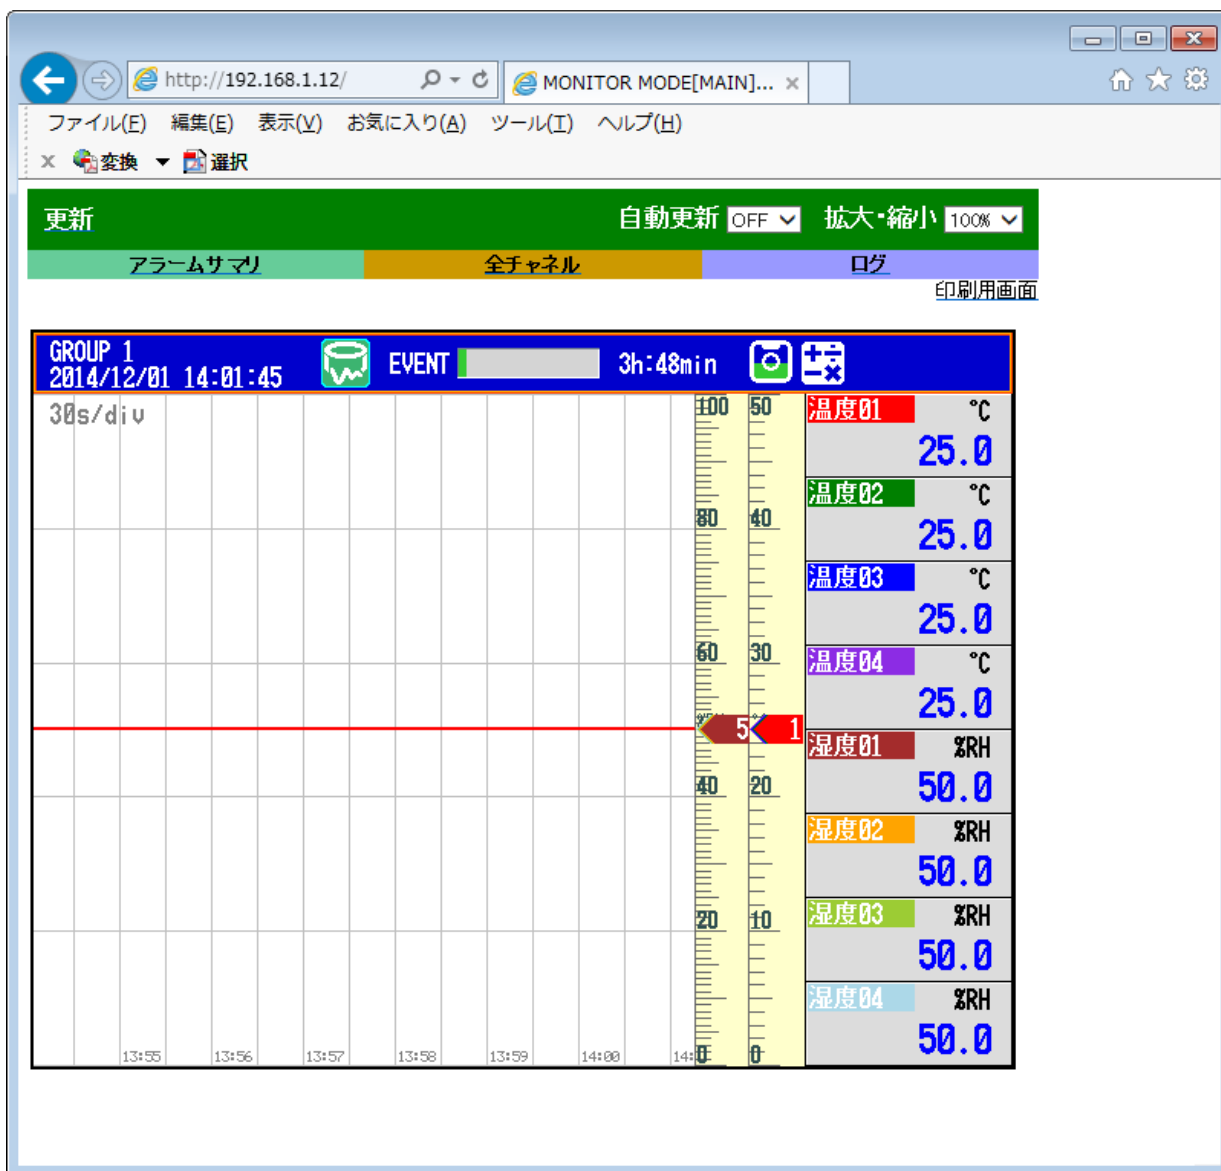 http://192.168.1.12/ MONITOR MODE[MAIN]...
ファイル(F) 編集(E) 表示(V) お気に入り(A) ツール(T) ヘルプ(H)
変換 選択
更新 自動更新 OFF 拡大・縮小 100%
アラームサマリ 全チャネル ログ
印刷用画面
GROUP 1
2014/12/01 14:01:45 EVENT 3h:48min
30s/div
100 50
80 40
60 30
5 1
40 20
20 10
0 0
13:55 13:56 13:57 13:58 13:59 14:00 14:
温度01 °C
25.0
温度02 °C
25.0
温度03 °C
25.0
温度04 °C
25.0
湿度01 %RH
50.0
湿度02 %RH
50.0
湿度03 %RH
50.0
湿度04 %RH
50.0